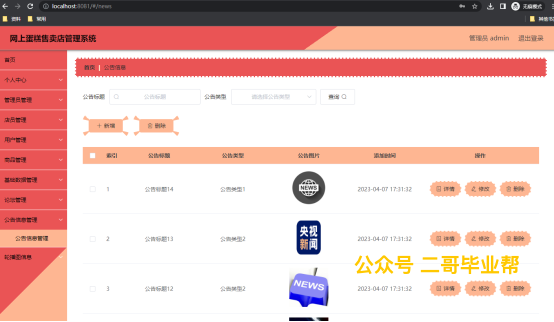 localhost:8081/#/news
无痕模式
资料
常用
网上蛋糕售卖店管理系统
管理员 admin
退出登录
首页
个人中心
管理员管理
店员管理
用户管理
商品管理
基础数据管理
论坛管理
公告信息管理
公告信息管理
轮播图信息
首页 公告信息
公告标题 公告标题 公告类型 请选择公告类型 查询
+ 新增 删除
索引 公告标题 公告类型 公告图片 添加时间 操作
1 公告标题14 公告类型1 NEWS 2023-04-07 17:31:32 详情 修改 删除
2 公告标题13 公告类型2 央视新闻 2023-04-07 17:31:32 详情 修改 删除
公众号 二哥毕业帮
3 公告标题12 公告类型2 NEWS 2023-04-07 17:31:32 详情 修改 删除